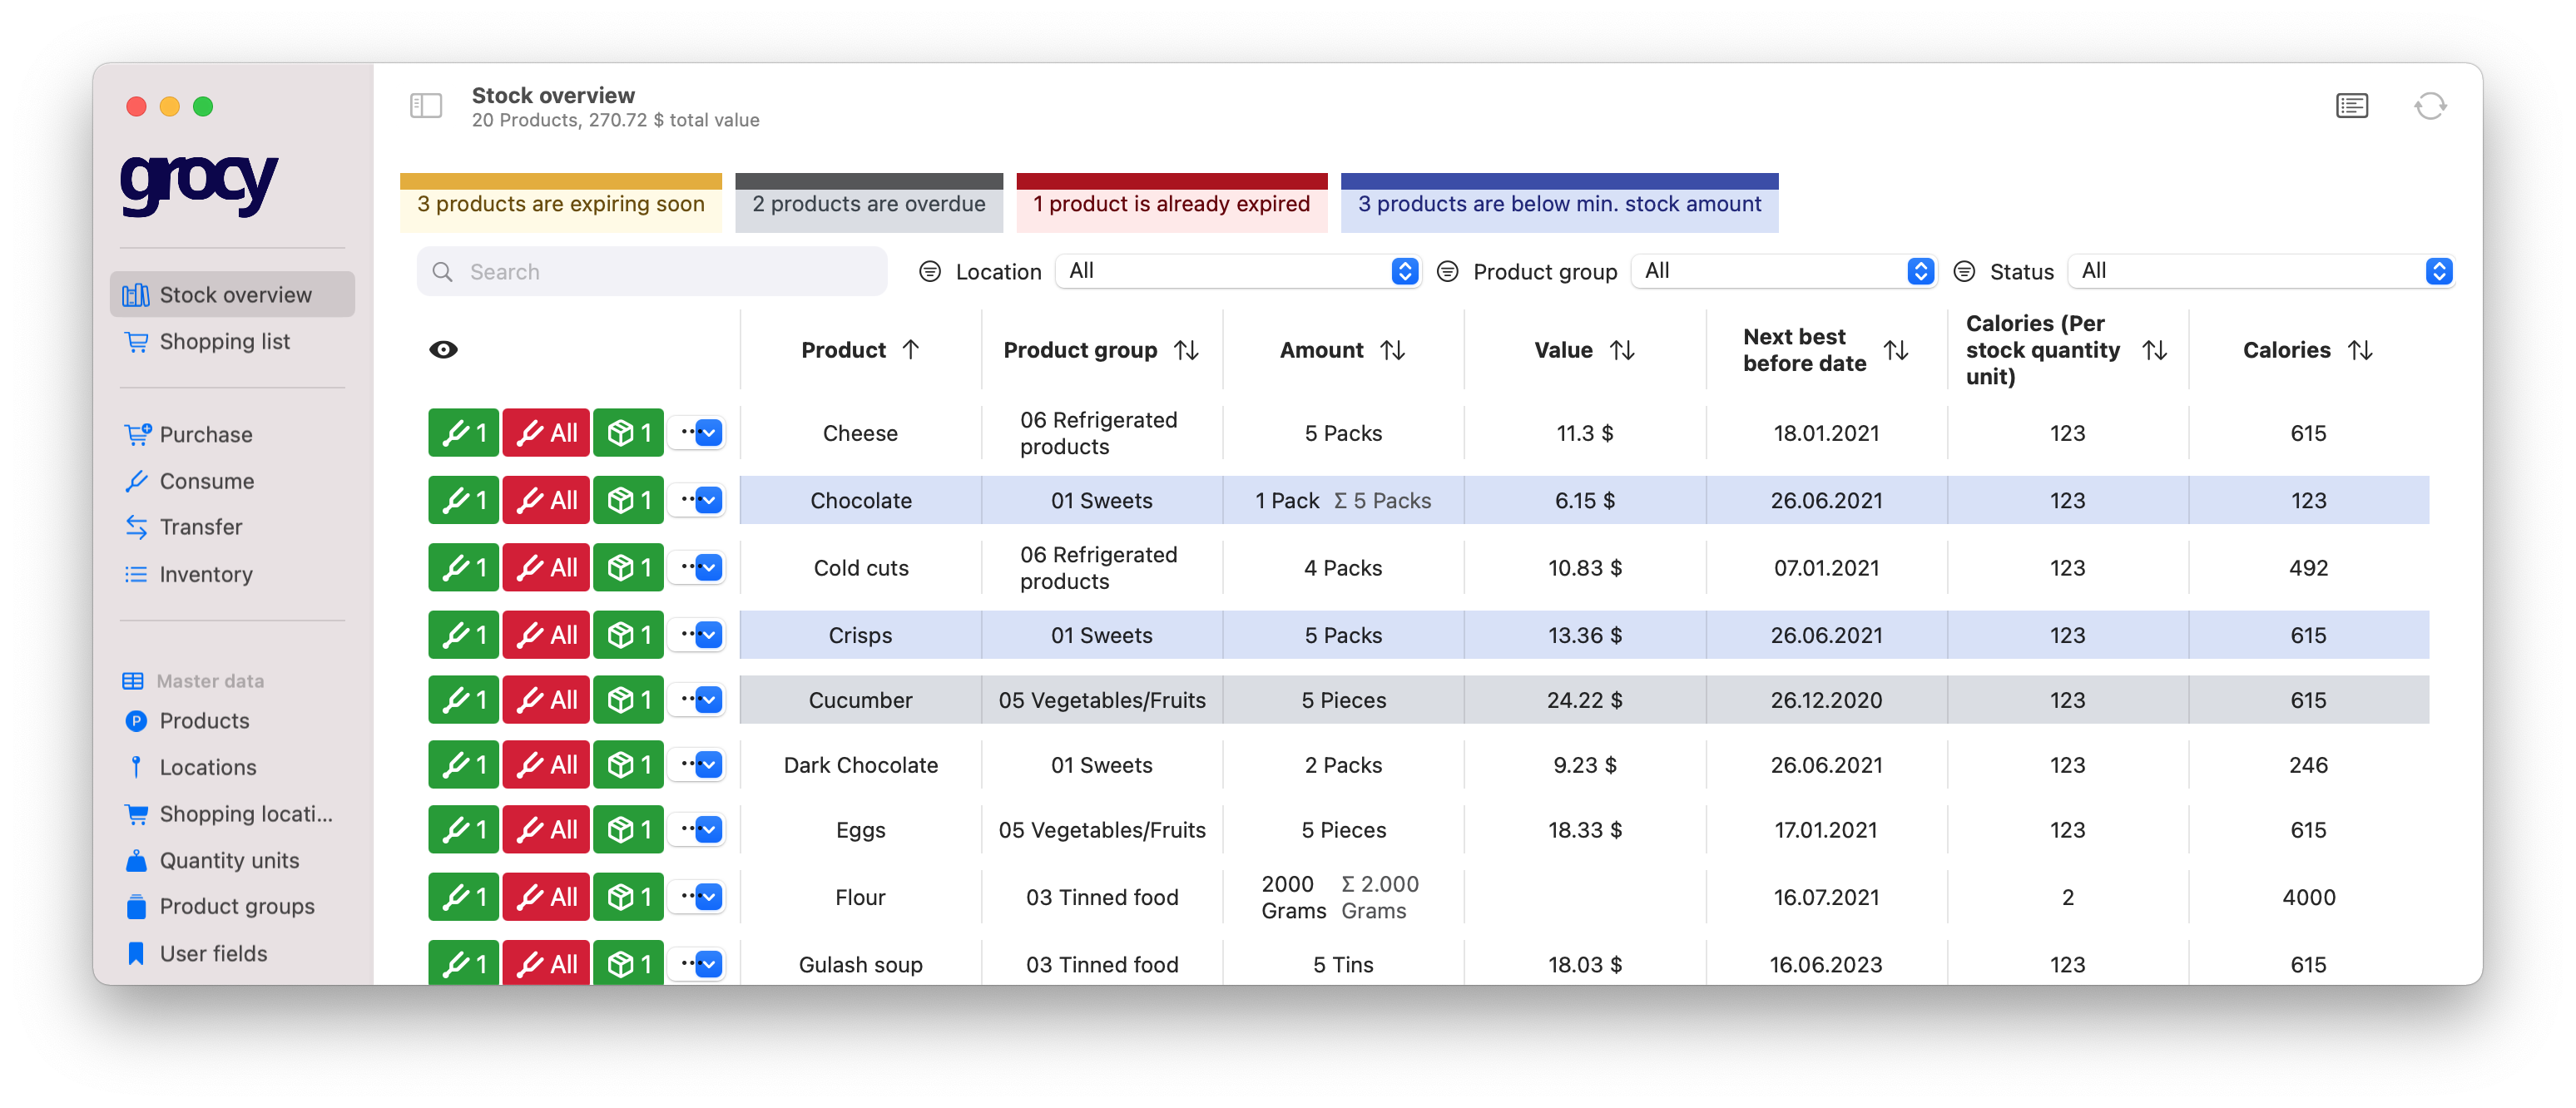 Stock overview
20 Products, 270.72 $ total value
grocy
Stock overview
Shopping list
Purchase
Consume
Transfer
Inventory
Master data
Products
Locations
Shopping locati...
Quantity units
Product groups
User fields
3 products are expiring soon
2 products are overdue
1 product is already expired
3 products are below min. stock amount
Search
Location All
Product group All
Status All
Product
Product group
Amount
Value
Next best
before date
Calories (Per
stock quantity
unit)
Calories
1 All 1 ··· Cheese 06 Refrigerated
products 5 Packs 11.3 $ 18.01.2021 123 615
1 All 1 ··· Chocolate 01 Sweets 1 Pack Σ 5 Packs 6.15 $ 26.06.2021 123 123
1 All 1 ··· Cold cuts 06 Refrigerated
products 4 Packs 10.83 $ 07.01.2021 123 492
1 All 1 ··· Crisps 01 Sweets 5 Packs 13.36 $ 26.06.2021 123 615
1 All 1 ··· Cucumber 05 Vegetables/Fruits 5 Pieces 24.22 $ 26.12.2020 123 615
1 All 1 ··· Dark Chocolate 01 Sweets 2 Packs 9.23 $ 26.06.2021 123 246
1 All 1 ··· Eggs 05 Vegetables/Fruits 5 Pieces 18.33 $ 17.01.2021 123 615
1 All 1 ··· Flour 03 Tinned food 2000 Σ 2.000
Grams Grams 16.07.2021 2 4000
1 All 1 ··· Gulash soup 03 Tinned food 5 Tins 18.03 $ 16.06.2023 123 615